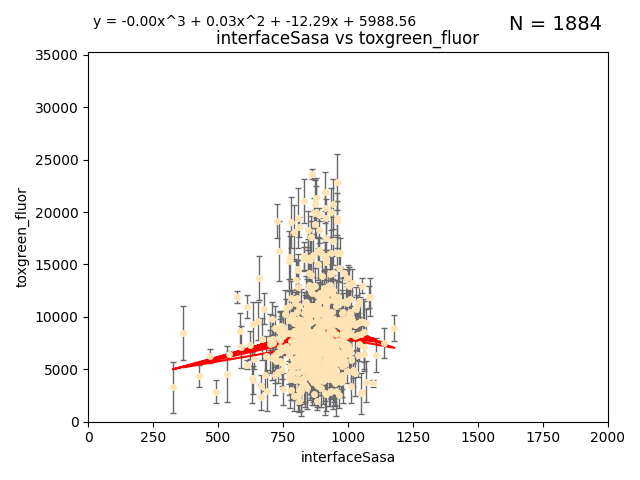 y = -0.00x^3 + 0.03x^2 + -12.29x + 5988.56
N = 1884
interfaceSasa vs toxgreen_fluor
35000
30000
25000
20000
15000
10000
5000
0
toxgreen_fluor
0 250 500 750 1000 1250 1500 1750 2000
interfaceSasa